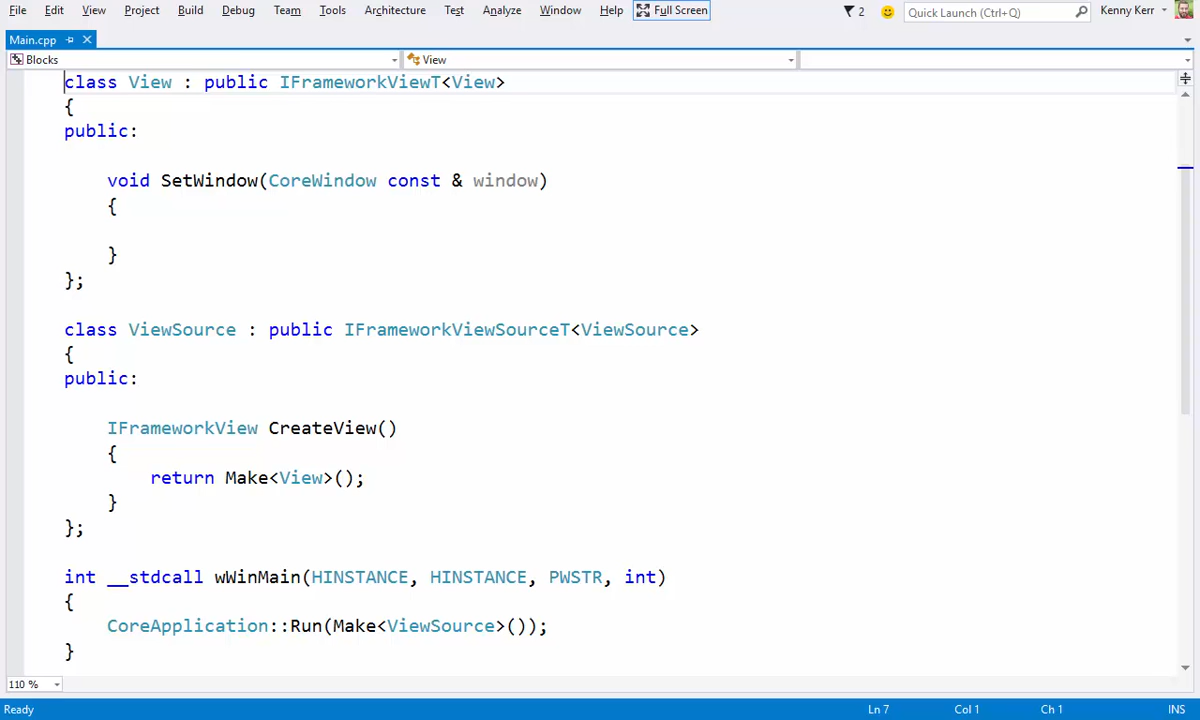 File Edit View Project Build Debug Team Tools Architecture Test Analyze Window Help Full Screen 2 Quick Launch (Ctrl+Q) Kenny Kerr
Main.cpp
Blocks View
class View : public IFrameworkViewT<View>
{
public:
void SetWindow(CoreWindow const & window)
{
}
};
class ViewSource : public IFrameworkViewSourceT<ViewSource>
{
public:
IFrameworkView CreateView()
{
return Make<View>();
}
};
int __stdcall wWinMain(HINSTANCE, HINSTANCE, PWSTR, int)
{
CoreApplication::Run(Make<ViewSource>());
}
110 %
Ready Ln 7 Col 1 Ch 1 INS